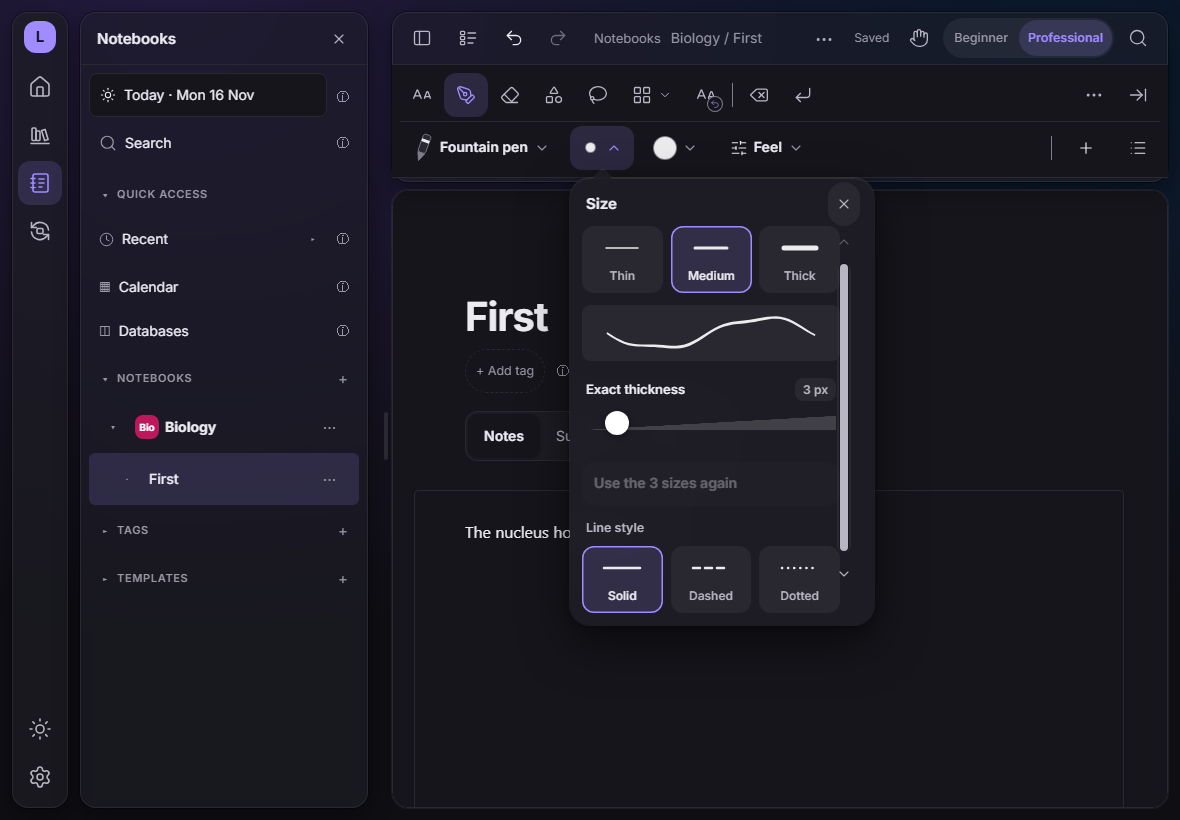 L
Notebooks
Today · Mon 16 Nov
Search
QUICK ACCESS
Recent
Calendar
Databases
NOTEBOOKS
Bio Biology
First
TAGS
TEMPLATES
Notebooks Biology / First
Saved
Beginner
Professional
AA
AA
Fountain pen
Feel
First
+ Add tag
Notes
The nucleus
Size
Thin
Medium
Thick
Exact thickness
3 px
Use the 3 sizes again
Line style
Solid
Dashed
Dotted